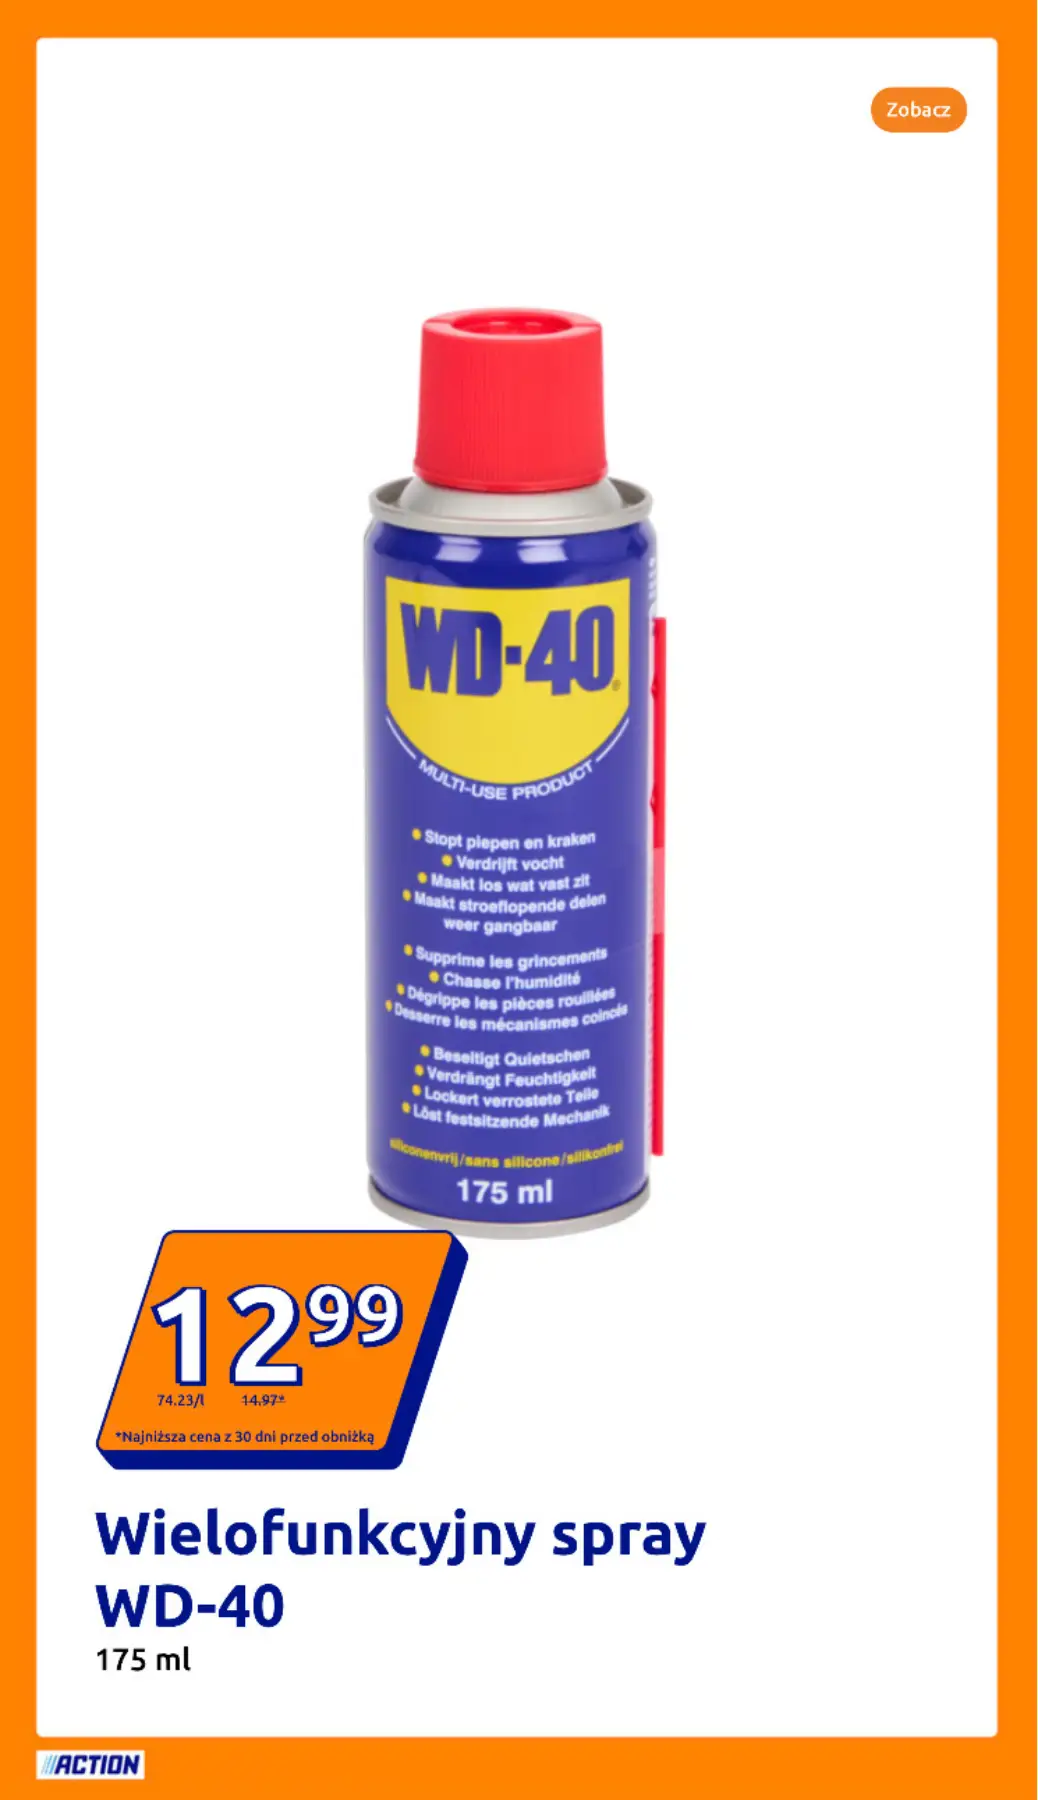 Zobacz
WD-40
MULTI-USE PRODUCT
Stopt piepen en kraken
Verdrijft vocht
Maakt los wat vast zit
Maakt stroeflopende delen
weer gangbaar
Supprime les grincements
Chasse l'humidité
Dégrippe les pièces rouillées
Desserre les mécanismes coincés
Beseitigt Quietschen
Verdrängt Feuchtigkeit
Lockert verrostete Teile
Löst festsitzende Mechanik
siliconenvrij/sans silicone/silikonfrei
175 ml
12 99
74.23/l 14.97*
*Najniższa cena z 30 dni przed obniżką
Wielofunkcyjny spray
WD-40
175 ml
ACTION